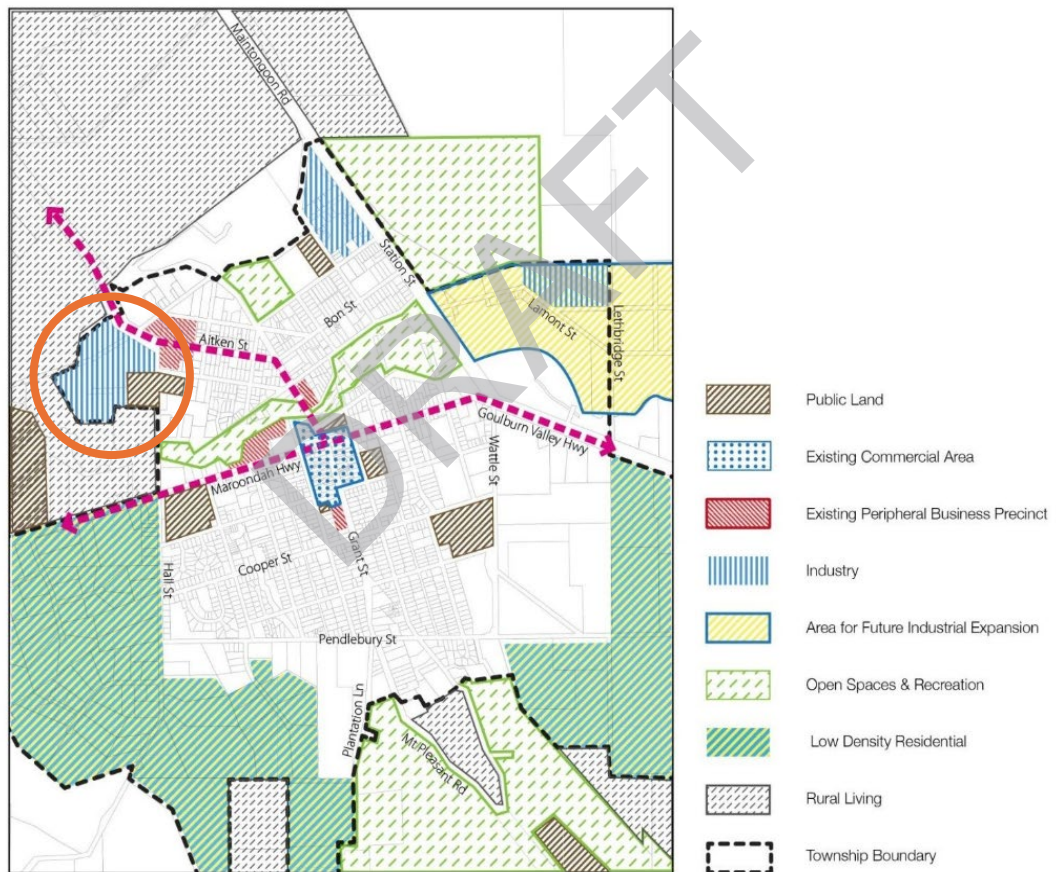 Maintongoon Rd
DRAFT
Station St
Bon St
Aitken St
Lamont St
Lethbridge St
Goulburn Valley Hwy
Maroondah Hwy
Wattle St
Grant St
Cooper St
Hall St
Pendlebury St
Plantation Ln
Mt Pleasant Rd
Public Land
Existing Commercial Area
Existing Peripheral Business Precinct
Industry
Area for Future Industrial Expansion
Open Spaces & Recreation
Low Density Residential
Rural Living
Township Boundary